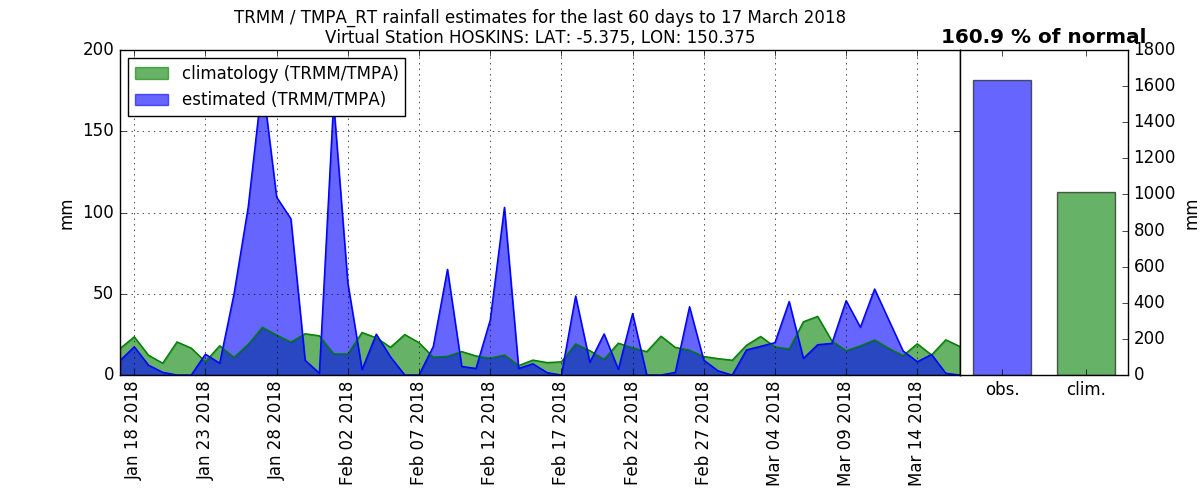 TRMM / TMPA_RT rainfall estimates for the last 60 days to 17 March 2018
Virtual Station HOSKINS: LAT: -5.375, LON: 150.375
160.9 % of normal
climatology (TRMM/TMPA)
estimated (TRMM/TMPA)
mm
200
150
100
50
0
Jan 18 2018
Jan 23 2018
Jan 28 2018
Feb 02 2018
Feb 07 2018
Feb 12 2018
Feb 17 2018
Feb 22 2018
Feb 27 2018
Mar 04 2018
Mar 09 2018
Mar 14 2018
obs.
clim.
1800
1600
1400
1200
1000
800
600
400
200
0
mm